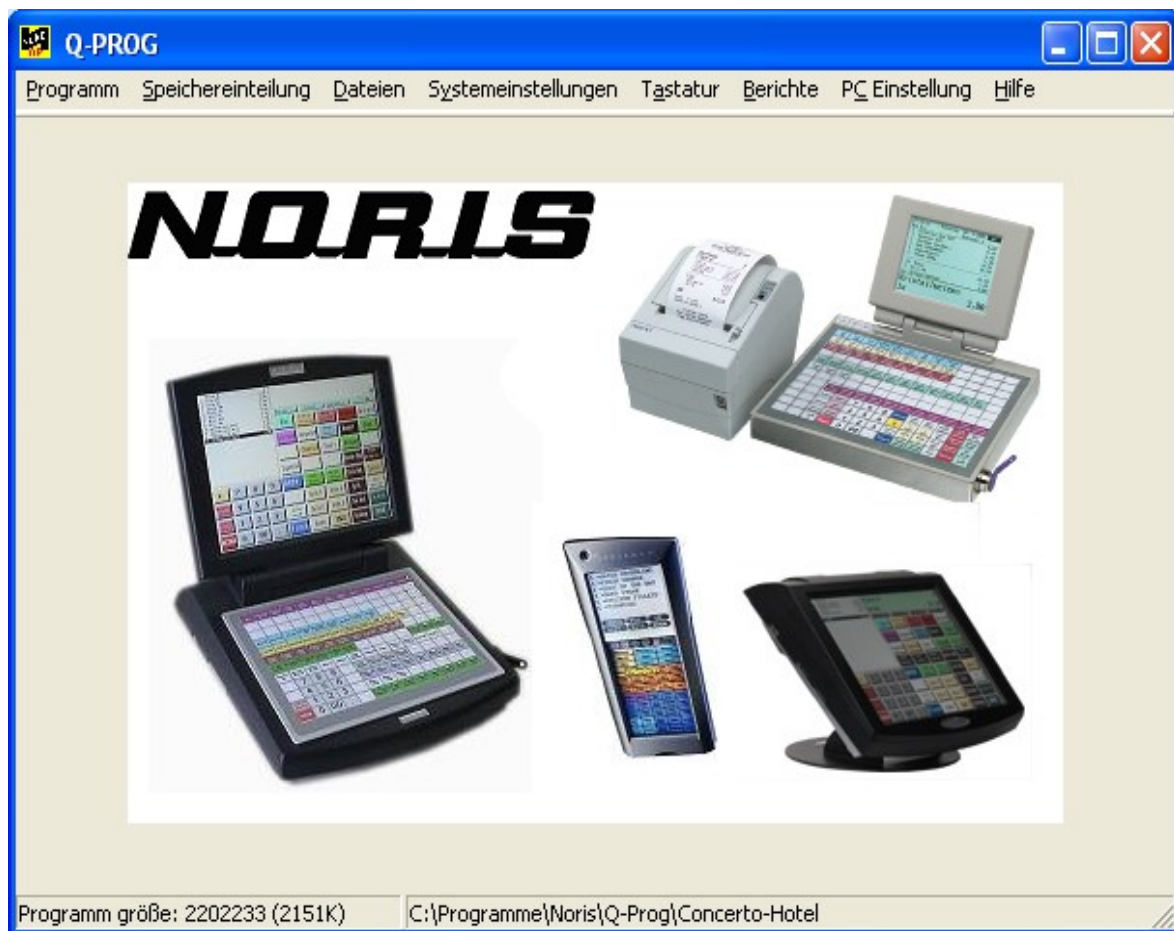 Q-PROG
Programm Speichereinteilung Dateien Systemeinstellungen Tastatur Berichte PC Einstellung Hilfe
N.O.R.I.S
Programm größe: 2202233 (2151K) C:\Programme\Noris\Q-Prog\Concerto-Hotel